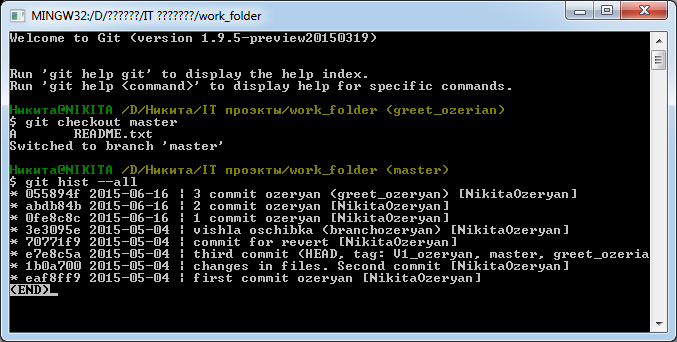 MINGW32:/D/??????/IT ???????/work_folder
Welcome to Git (version 1.9.5-preview20150319)
Run 'git help git' to display the help index.
Run 'git help <command>' to display help for specific commands.
Никита@NIKITA /D/Никита/IT проэкты/work_folder (greet_ozerian)
$ git checkout master
A       README.txt
Switched to branch 'master'
Никита@NIKITA /D/Никита/IT проэкты/work_folder (master)
$ git hist --all
* 055894f 2015-06-16 ¦ 3 commit ozeryan (greet_ozeryan) [NikitaOzeryan]
* abdb84b 2015-06-16 ¦ 2 commit ozeryan [NikitaOzeryan]
* 0fe8c8c 2015-06-16 ¦ 1 commit ozeryan [NikitaOzeryan]
* 3e3095e 2015-05-04 ¦ vishla oschibka (branchozeryan) [NikitaOzeryan]
* 70771f9 2015-05-04 ¦ commit for revert [NikitaOzeryan]
* e7e8c5a 2015-05-04 ¦ third commit (HEAD, tag: V1_ozeryan, master, greet_ozeria
* 1b0a700 2015-05-04 ¦ changes in files. Second commit [NikitaOzeryan]
* eaf8ff9 2015-05-04 ¦ first commit ozeryan [NikitaOzeryan]
(END)